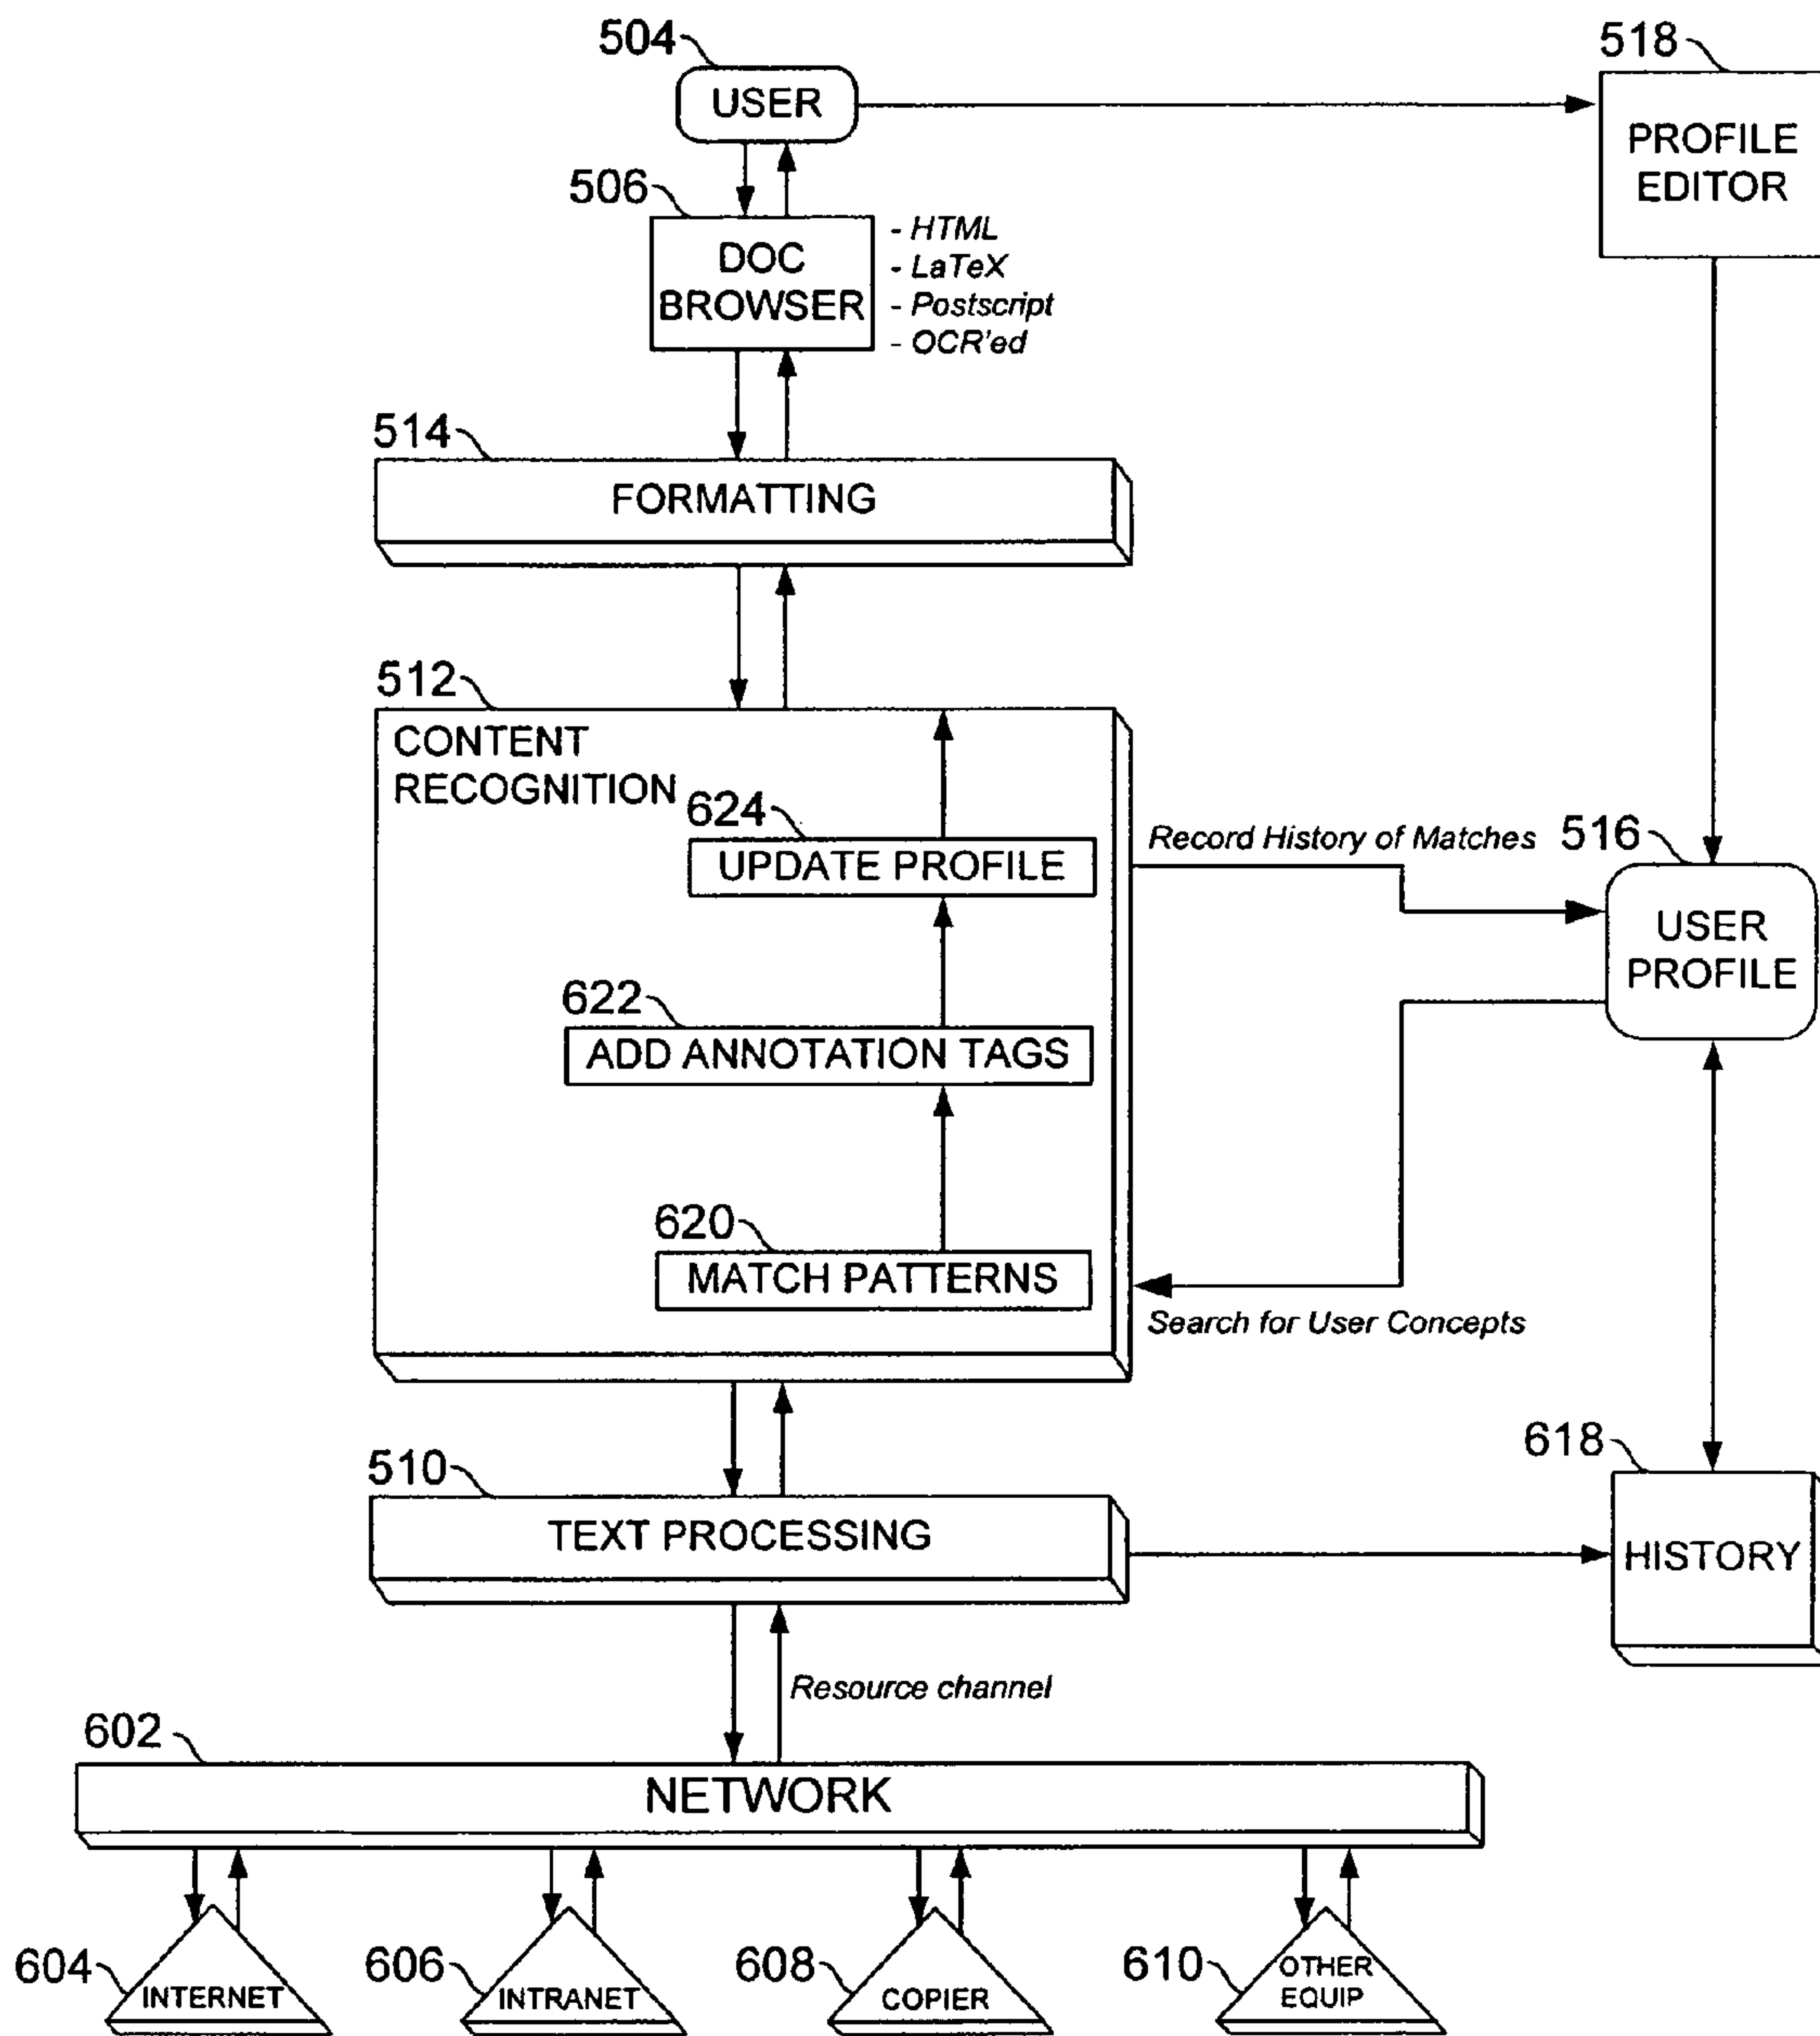 504
518
USER
PROFILE
EDITOR
506
DOC
BROWSER
- HTML
- LaTeX
- Postscript
- OCR'ed
514
FORMATTING
512
CONTENT
RECOGNITION
624
UPDATE PROFILE
Record History of Matches
516
USER
PROFILE
622
ADD ANNOTATION TAGS
620
MATCH PATTERNS
Search for User Concepts
618
510
TEXT PROCESSING
HISTORY
Resource channel
602
NETWORK
604
INTERNET
606
INTRANET
608
COPIER
610
OTHER
EQUIP